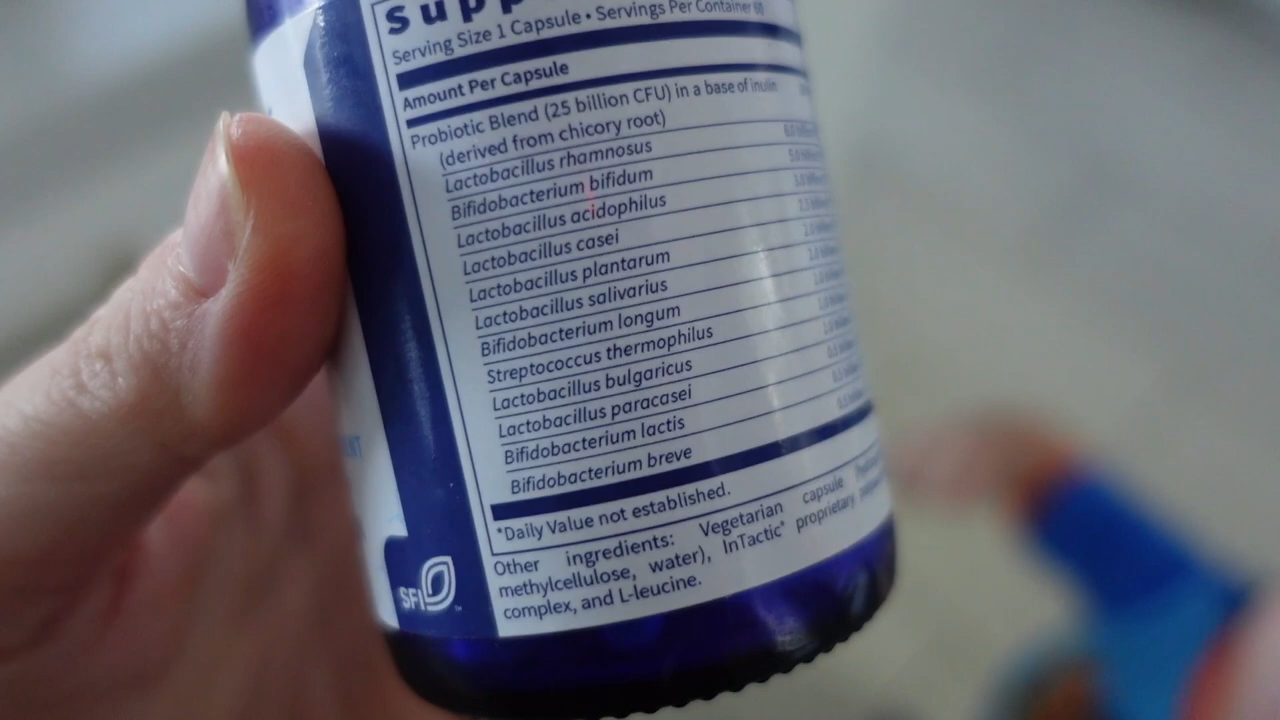 Supp
Serving Size 1 Capsule • Servings Per Container 60
Amount Per Capsule
Probiotic Blend (25 billion CFU) in a base of inulin
(derived from chicory root)
Lactobacillus rhamnosus
Bifidobacterium bifidum
Lactobacillus acidophilus
Lactobacillus casei
Lactobacillus plantarum
Lactobacillus salivarius
Bifidobacterium longum
Streptococcus thermophilus
Lactobacillus bulgaricus
Lactobacillus paracasei
Bifidobacterium lactis
Bifidobacterium breve
*Daily Value not established.
Other ingredients: Vegetarian capsule
methylcellulose, water), InTactic® proprietary
complex, and L-leucine.
SFI™